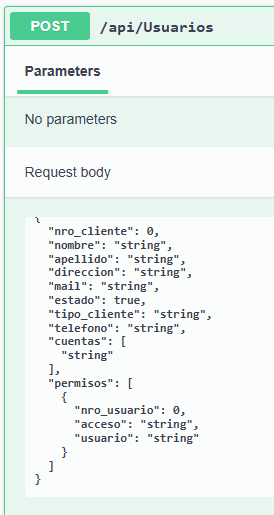 POST /api/Usuarios
Parameters
No parameters
Request body
{
  "nro_cliente": 0,
  "nombre": "string",
  "apellido": "string",
  "direccion": "string",
  "mail": "string",
  "estado": true,
  "tipo_cliente": "string",
  "telefono": "string",
  "cuentas": [
    "string"
  ],
  "permisos": [
    {
      "nro_usuario": 0,
      "acceso": "string",
      "usuario": "string"
    }
  ]
}